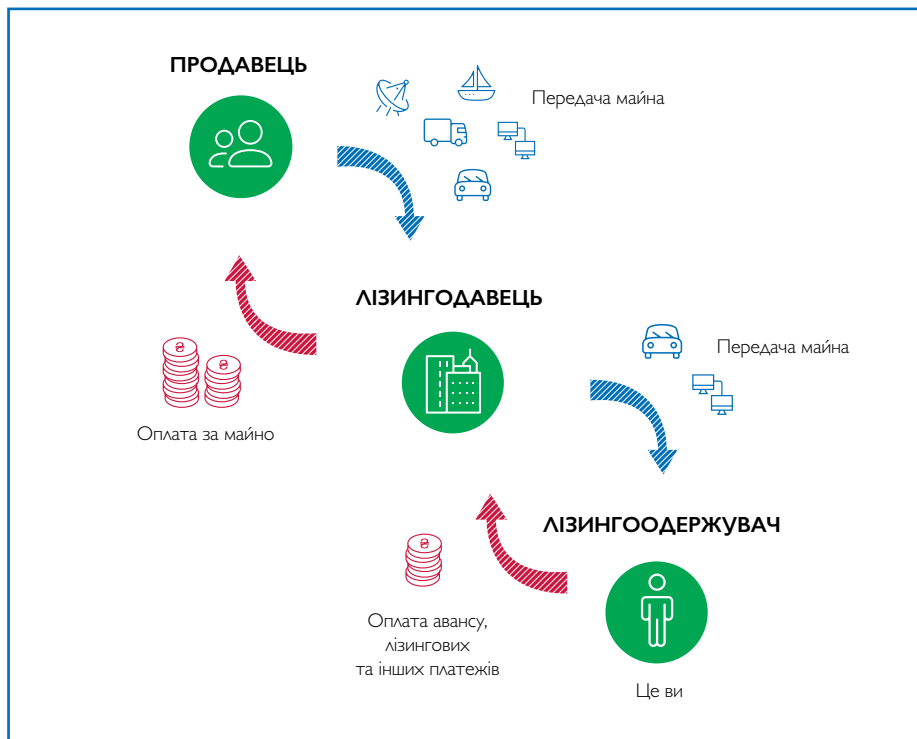 ПРОДАВЕЦЬ
Передача майна
ЛІЗИНГОДАВЕЦЬ
Передача майна
Оплата за майно
ЛІЗИНГООДЕРЖУВАЧ
Оплата авансу,
лізингових
та інших платежів
Це ви